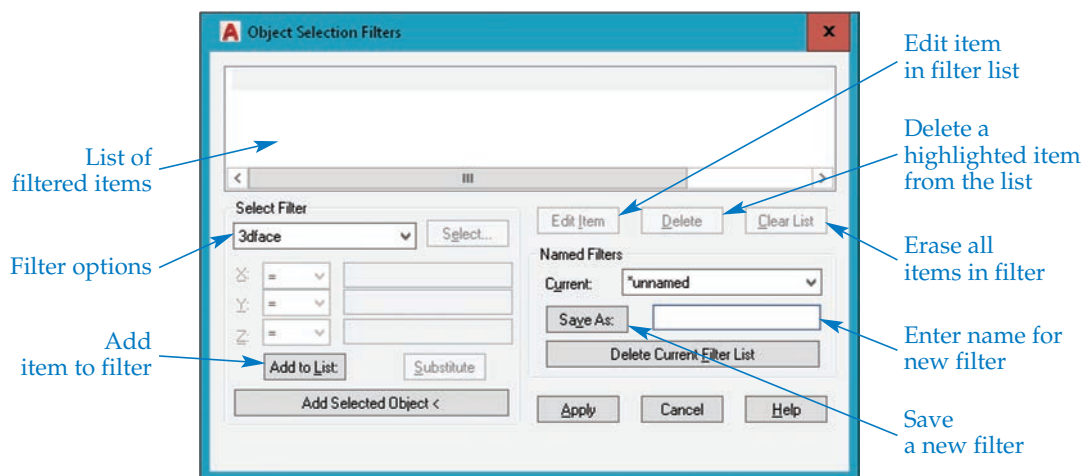 A Object Selection Filters x
Edit item
in filter list
Delete a
highlighted item
from the list
List of
filtered items
Select Filter
3dface
Select...
Edit Item
Delete
Clear List
Erase all
items in filter
Filter options
Named Filters
X: =
Y: =
Z: =
Current: *unnamed
Save As:
Enter name for
new filter
Delete Current Filter List
Add
item to filter
Add to List:
Substitute
Add Selected Object <
Apply
Cancel
Help
Save
a new filter